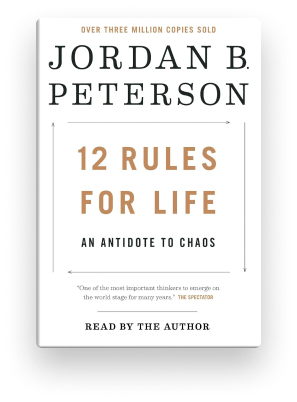 OVER THREE MILLION COPIES SOLD
JORDAN B.
PETERSON
12 RULES
FOR LIFE
AN ANTIDOTE TO CHAOS
"One of the most important thinkers to emerge on
the world stage for many years." THE SPECTATOR
READ BY THE AUTHOR